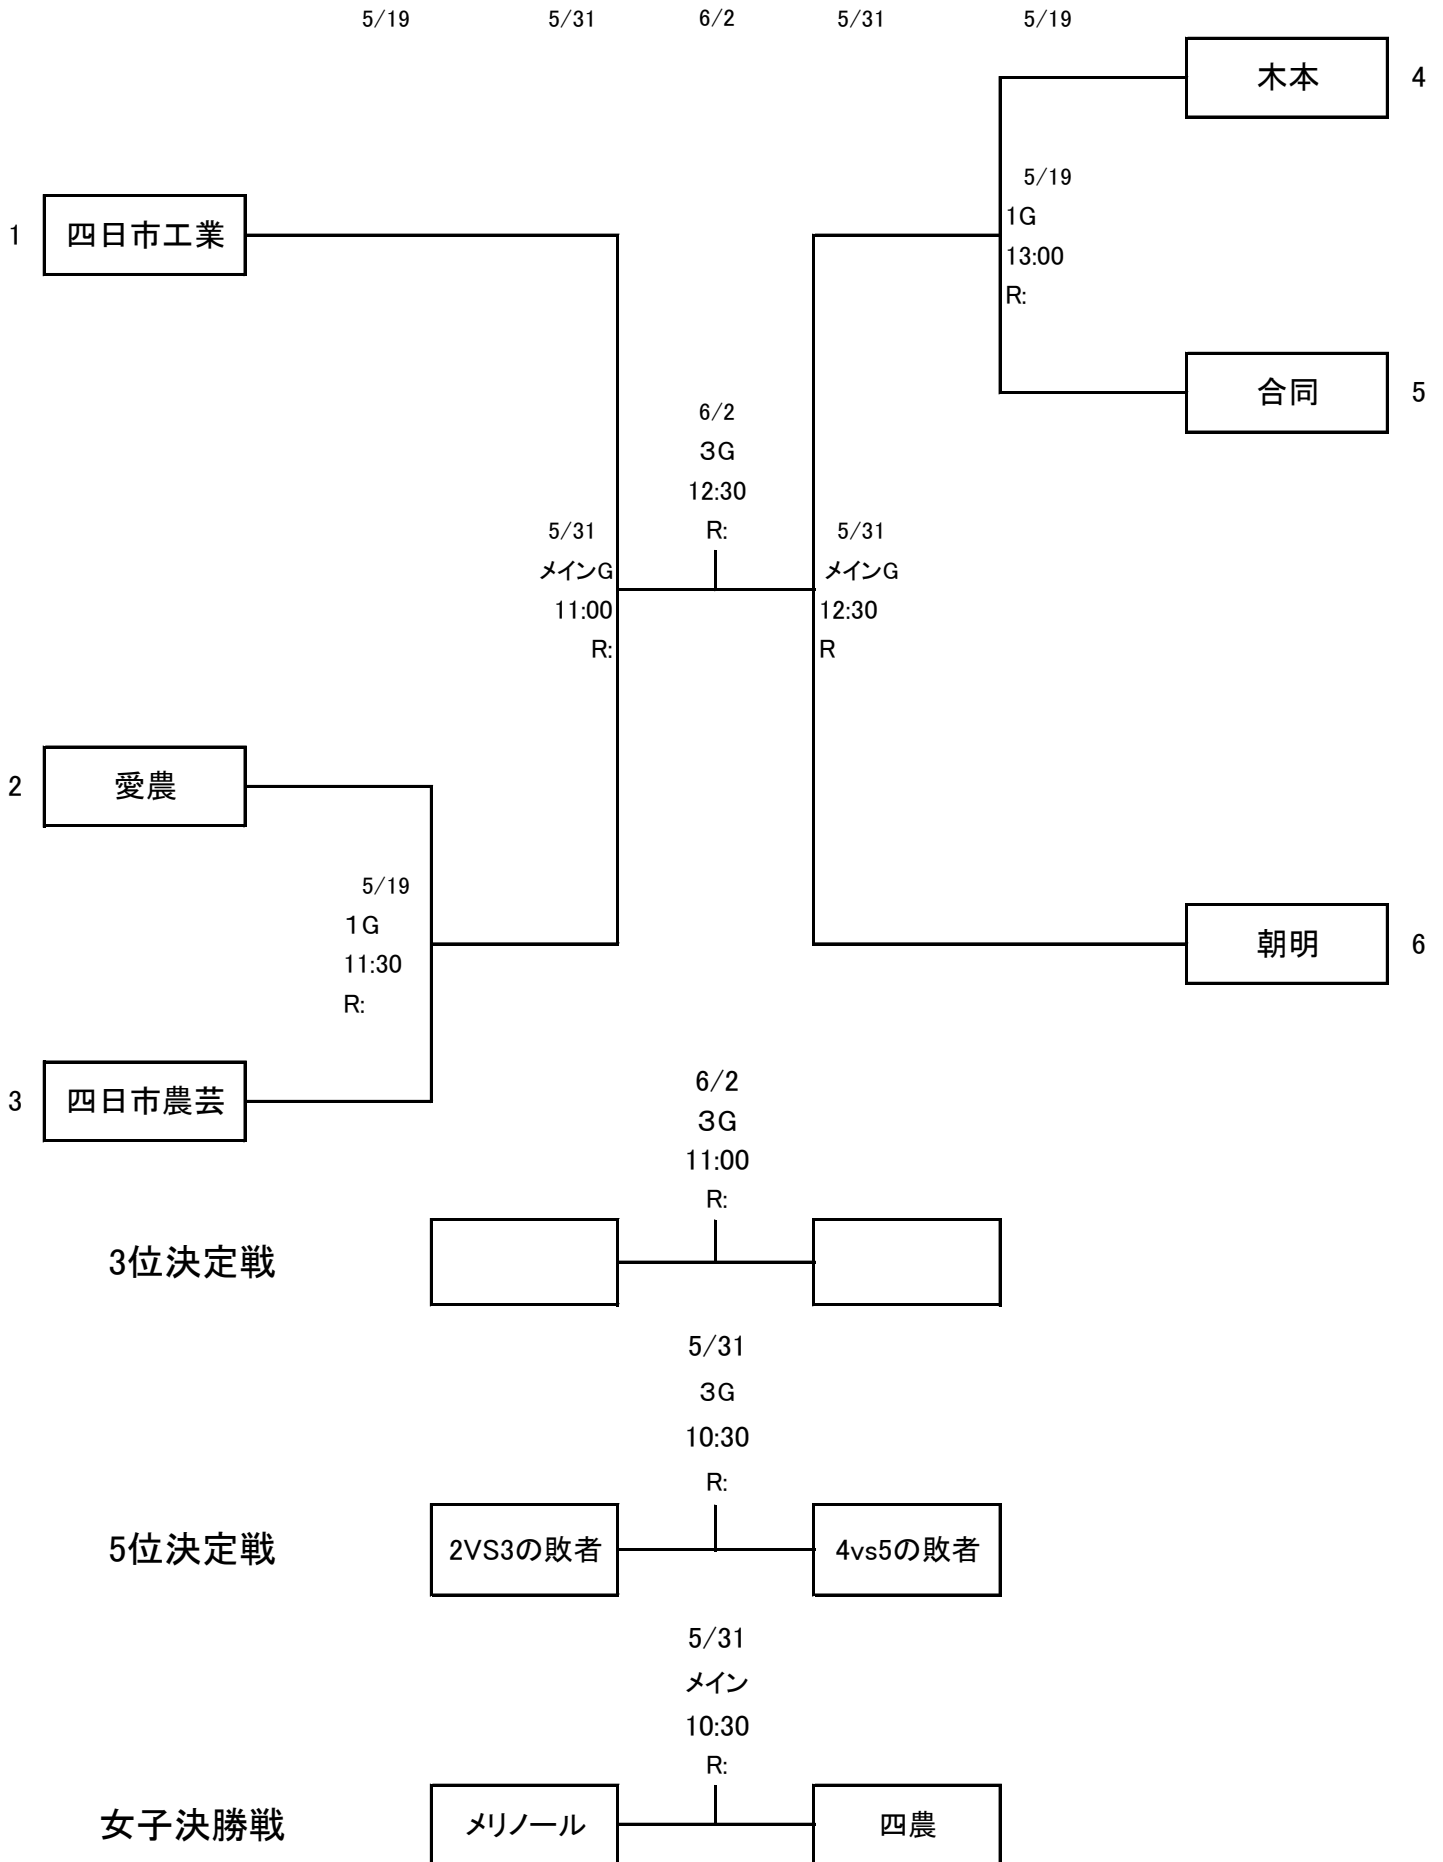 5/19 5/31 6/2 5/31 5/19
木本 4
5/19
1G
13:00
R:
1 四日市工業
合同 5
6/2
３G
12:30
R:
5/31
メインG
11:00
R:
5/31
メインG
12:30
R
2 愛農
5/19
１G
11:30
R:
朝明 6
3 四日市農芸
6/2
３G
11:00
R:
3位決定戦
5/31
３G
10:30
R:
5位決定戦 2VS3の敗者 4vs5の敗者
5/31
メイン
10:30
R:
女子決勝戦 メリノール 四農